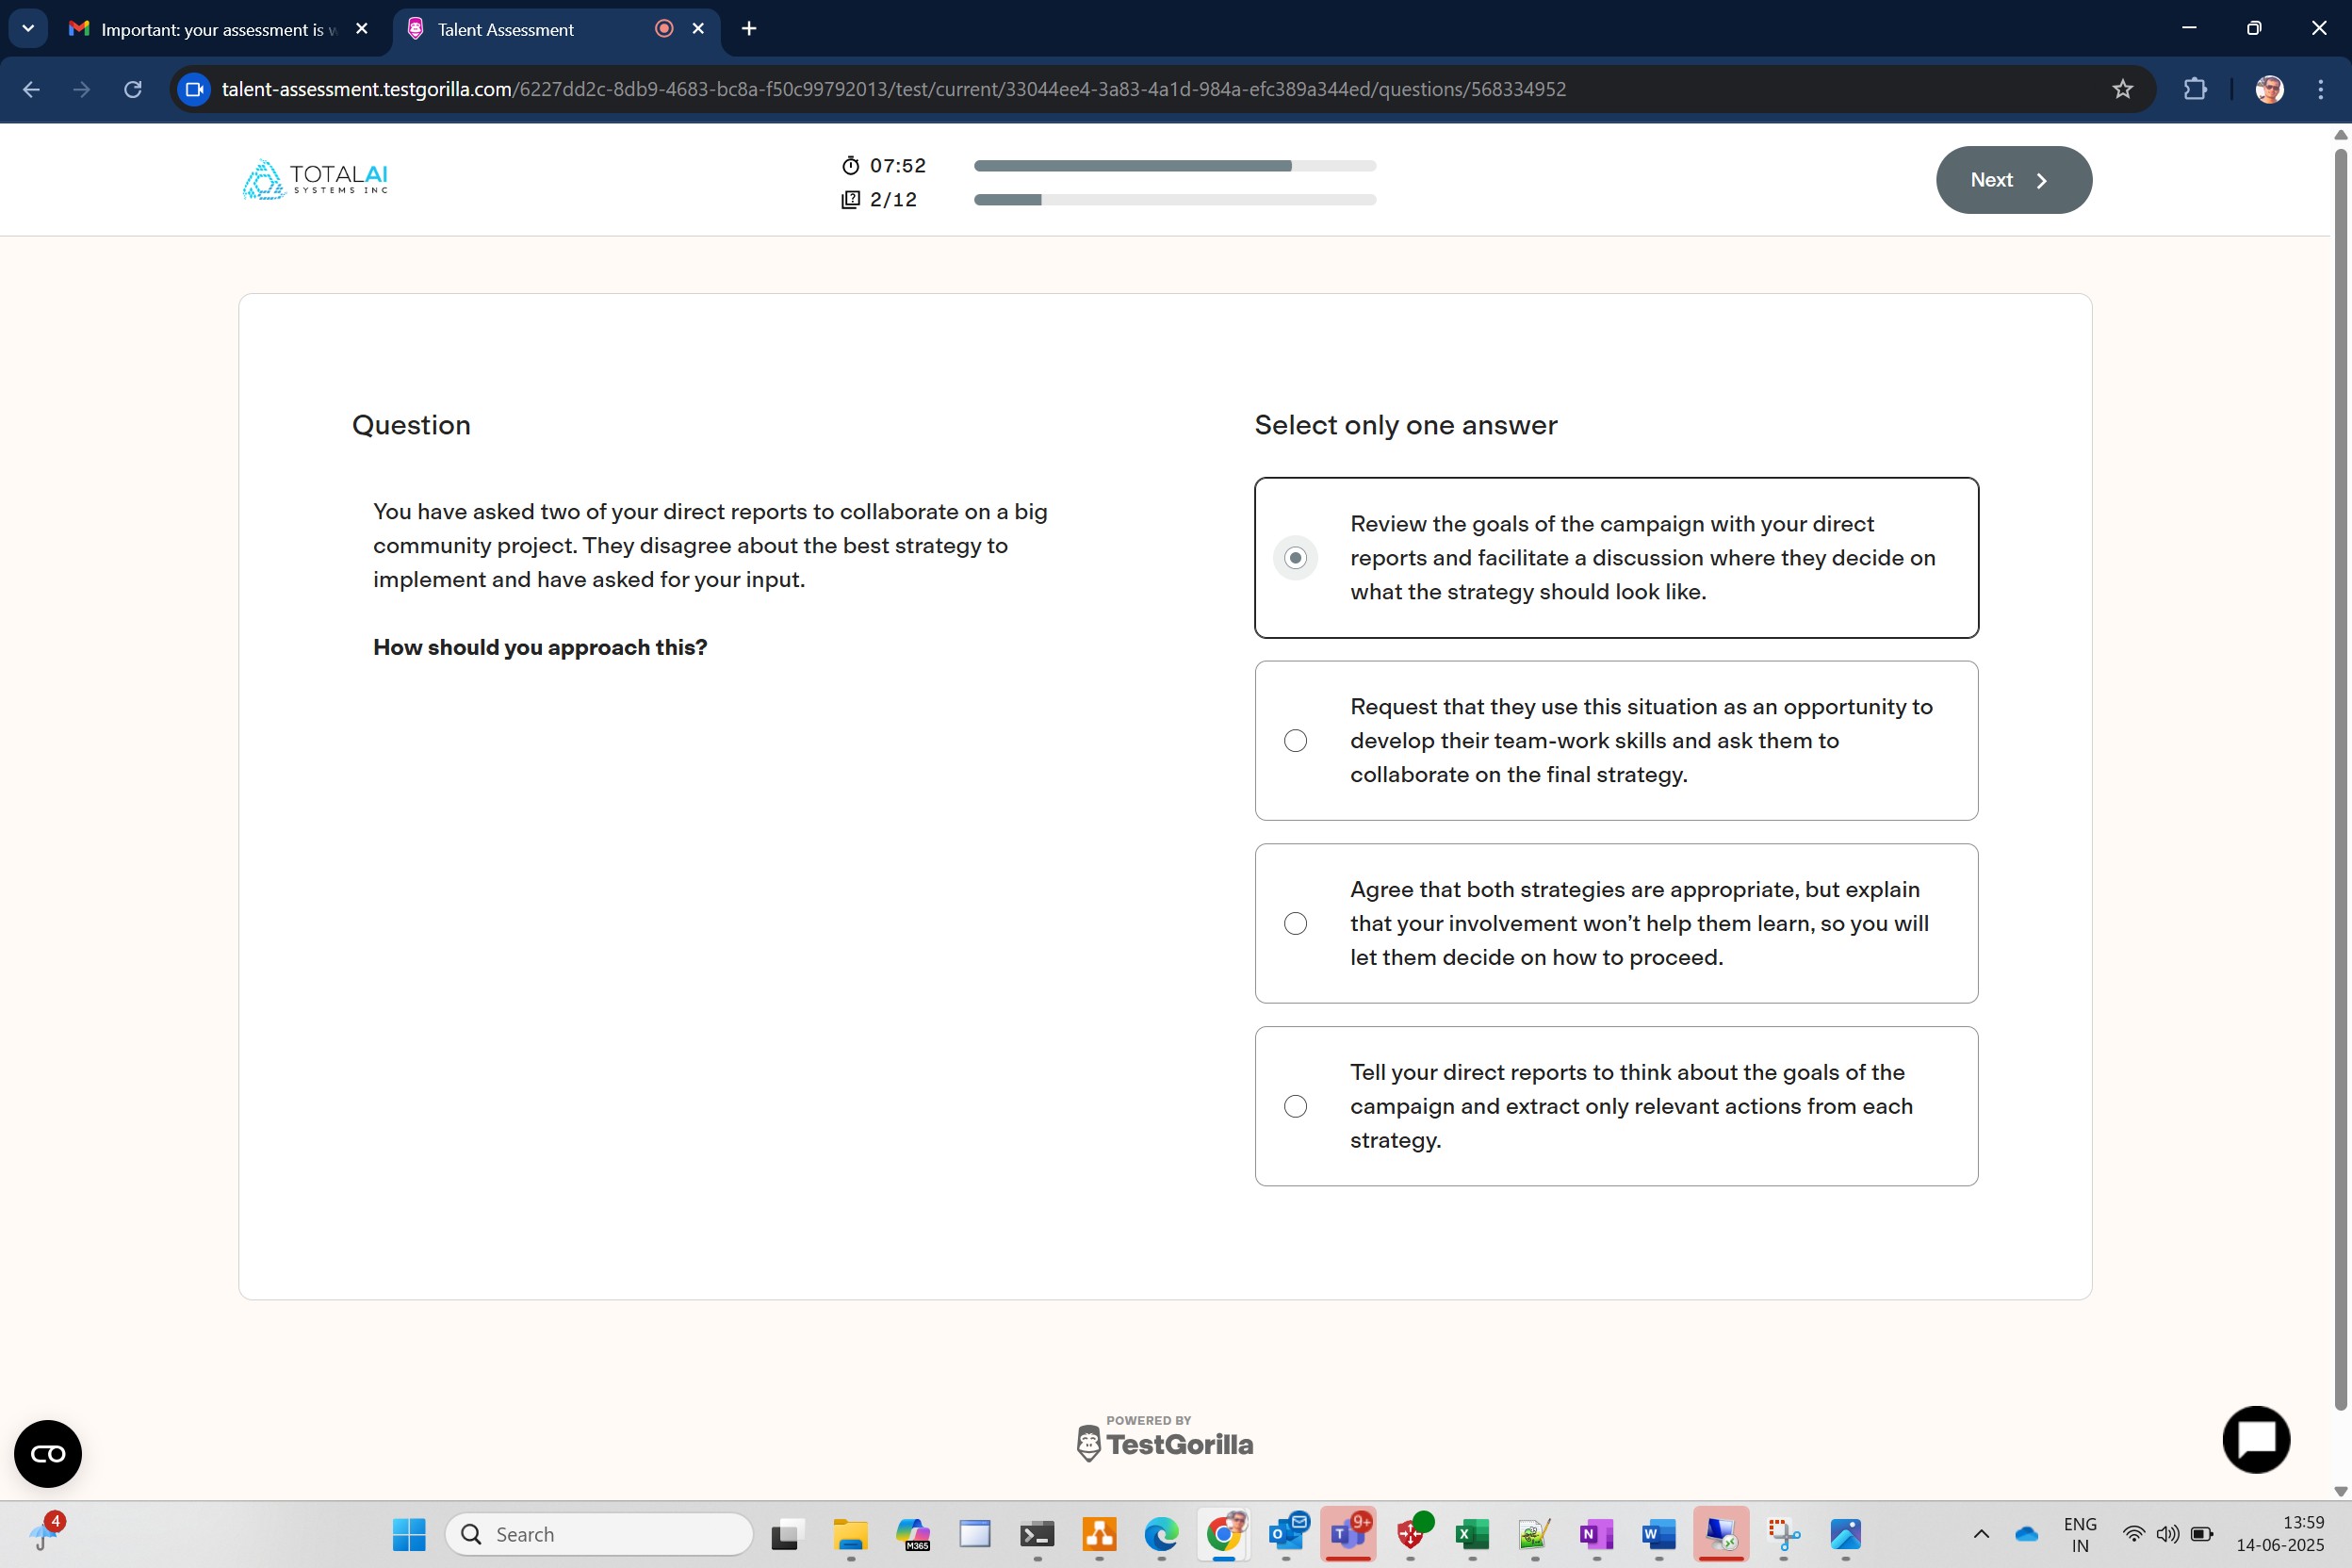 Important: your assessment is
Talent Assessment
talent-assessment.testgorilla.com/6227dd2c-8db9-4683-bc8a-f50c99792013/test/current/33044ee4-3a83-4a1d-984a-efc389a344ed/questions/568334952
TOTALAI
SYSTEMS INC
07:52
2/12
Next
Question
You have asked two of your direct reports to collaborate on a big
community project. They disagree about the best strategy to
implement and have asked for your input.
How should you approach this?
Select only one answer
Review the goals of the campaign with your direct
reports and facilitate a discussion where they decide on
what the strategy should look like.
Request that they use this situation as an opportunity to
develop their team-work skills and ask them to
collaborate on the final strategy.
Agree that both strategies are appropriate, but explain
that your involvement won’t help them learn, so you will
let them decide on how to proceed.
Tell your direct reports to think about the goals of the
campaign and extract only relevant actions from each
strategy.
POWERED BY
TestGorilla
4
Search
M365
9+
ENG
IN
13:59
14-06-2025